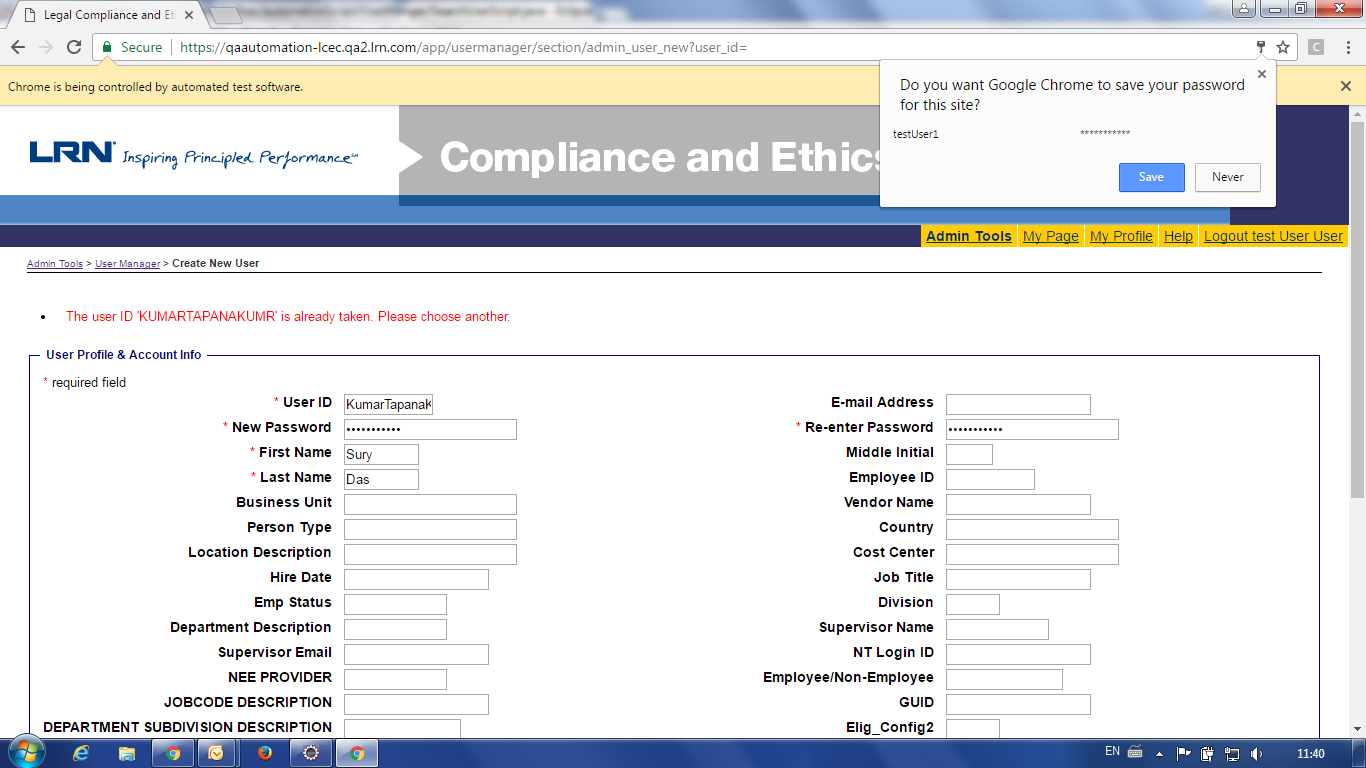 Legal Compliance and Et
Secure
https://qaautomation-lcec.qa2.lrn.com/app/usermanager/section/admin_user_new?user_id=
Chrome is being controlled by automated test software.
Do you want Google Chrome to save your password
for this site?
testUser1 ***********
Save Never
LRN Inspiring Principled Performance℠
Compliance and Ethics
Admin Tools My Page My Profile Help Logout test User User
Admin Tools > User Manager > Create New User
• The user ID 'KUMARTAPANAKUMR' is already taken. Please choose another.
User Profile & Account Info
* required field
* User ID KumarTapanaK E-mail Address
* New Password ••••••••••• * Re-enter Password •••••••••••
* First Name Sury Middle Initial
* Last Name Das Employee ID
Business Unit Vendor Name
Person Type Country
Location Description Cost Center
Hire Date Job Title
Emp Status Division
Department Description Supervisor Name
Supervisor Email NT Login ID
NEE PROVIDER Employee/Non-Employee
JOBCODE DESCRIPTION GUID
DEPARTMENT SUBDIVISION DESCRIPTION Elig_Config2
EN 11:40